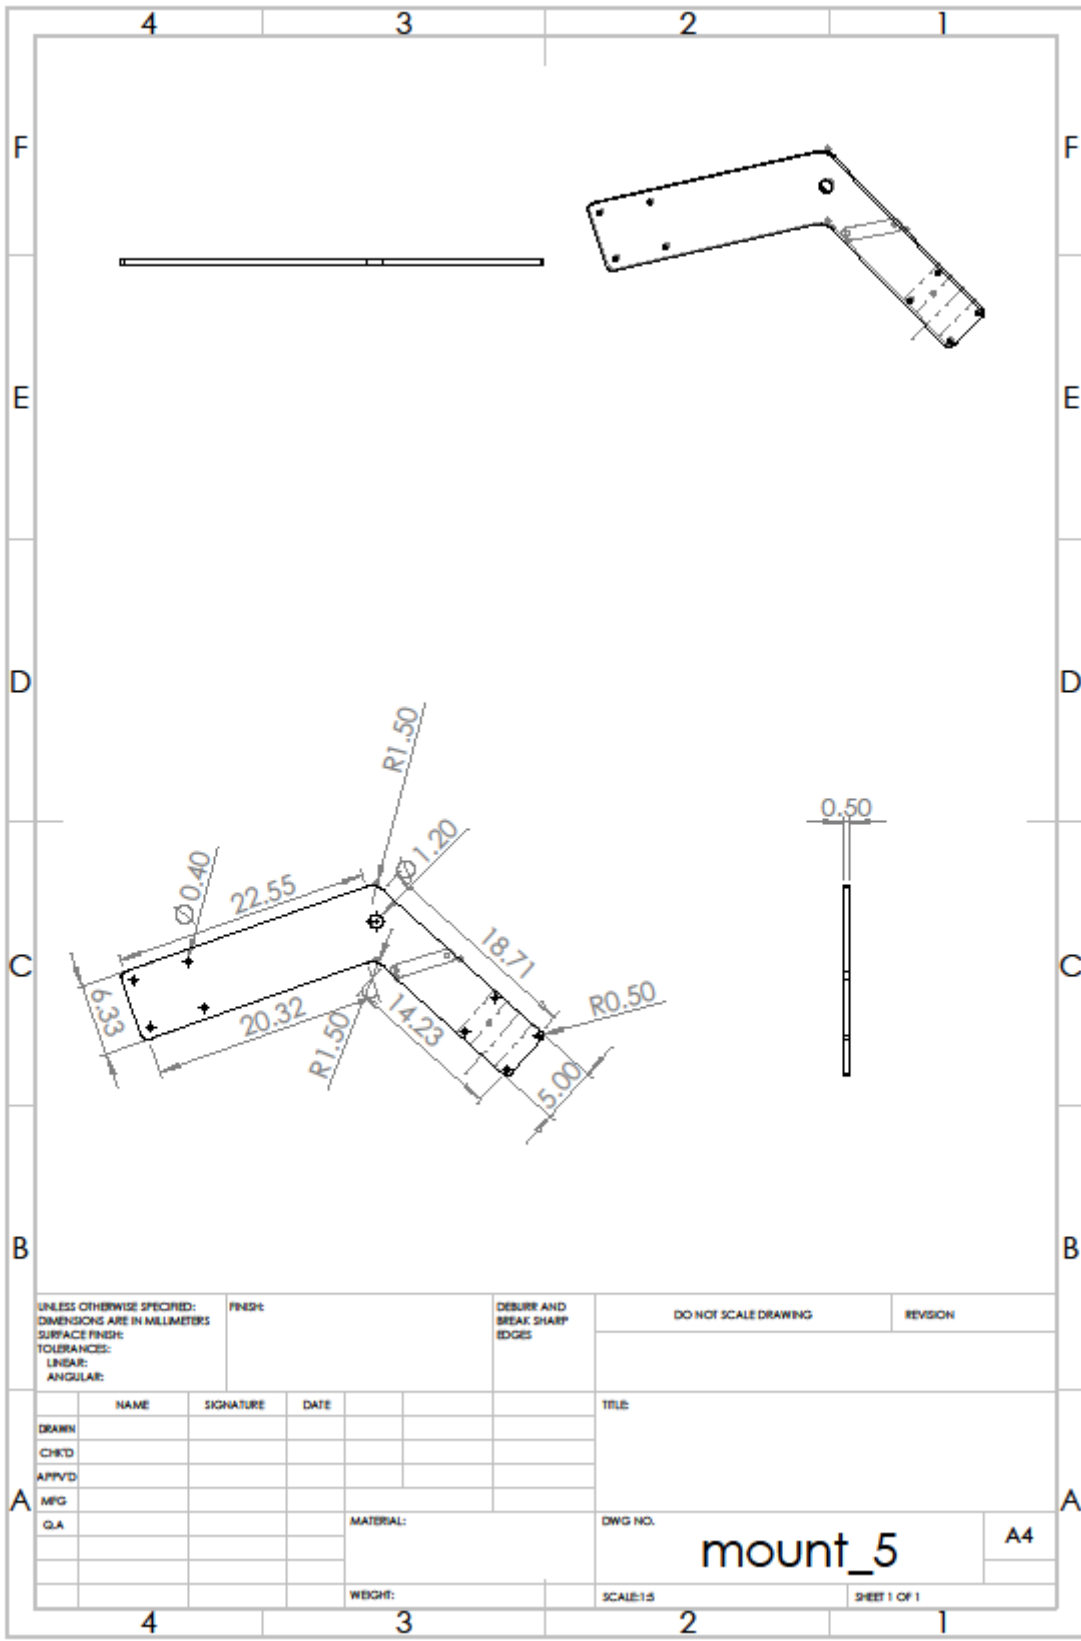 4 3 2 1
F F
E E
D D
R1.50
0.50
Ø1.20
Ø0.40
22.55
C C
18.71
6.33
R0.50
20.32
14.23
R1.50
5.00
B B
UNLESS OTHERWISE SPECIFIED:
DIMENSIONS ARE IN MILLIMETERS
SURFACE FINISH:
TOLERANCES:
LINEAR:
ANGULAR:
FINISH:
DEBURR AND
BREAK SHARP
EDGES
DO NOT SCALE DRAWING
REVISION
NAME SIGNATURE DATE
TITLE:
DRAWN
CHK'D
APPV'D
MFG
A A
Q.A
MATERIAL:
DWG NO.
mount_5
A4
WEIGHT:
SCALE:1:5
SHEET 1 OF 1
4 3 2 1